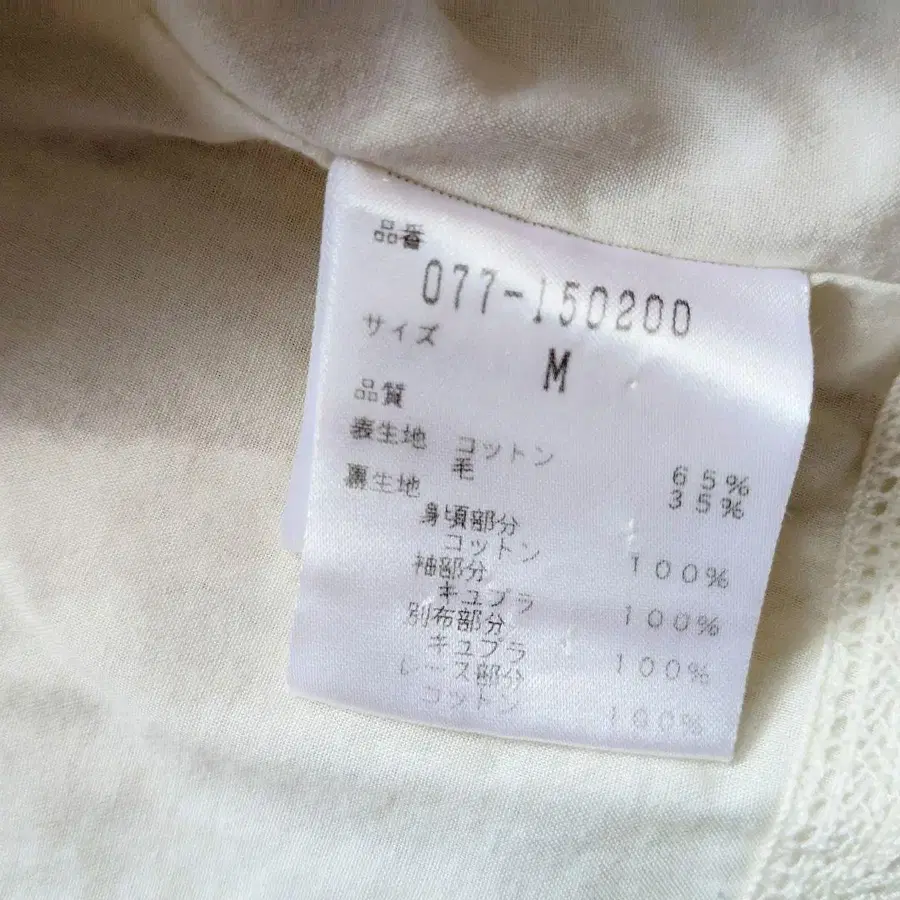 品番
077-150200
サイズ
M
品質
表生地 コットン 65%
毛 35%
裏生地
身頃部分
コットン 100%
袖部分
キュプラ 100%
別布部分
キュプラ 100%
レース部分
コットン 100%